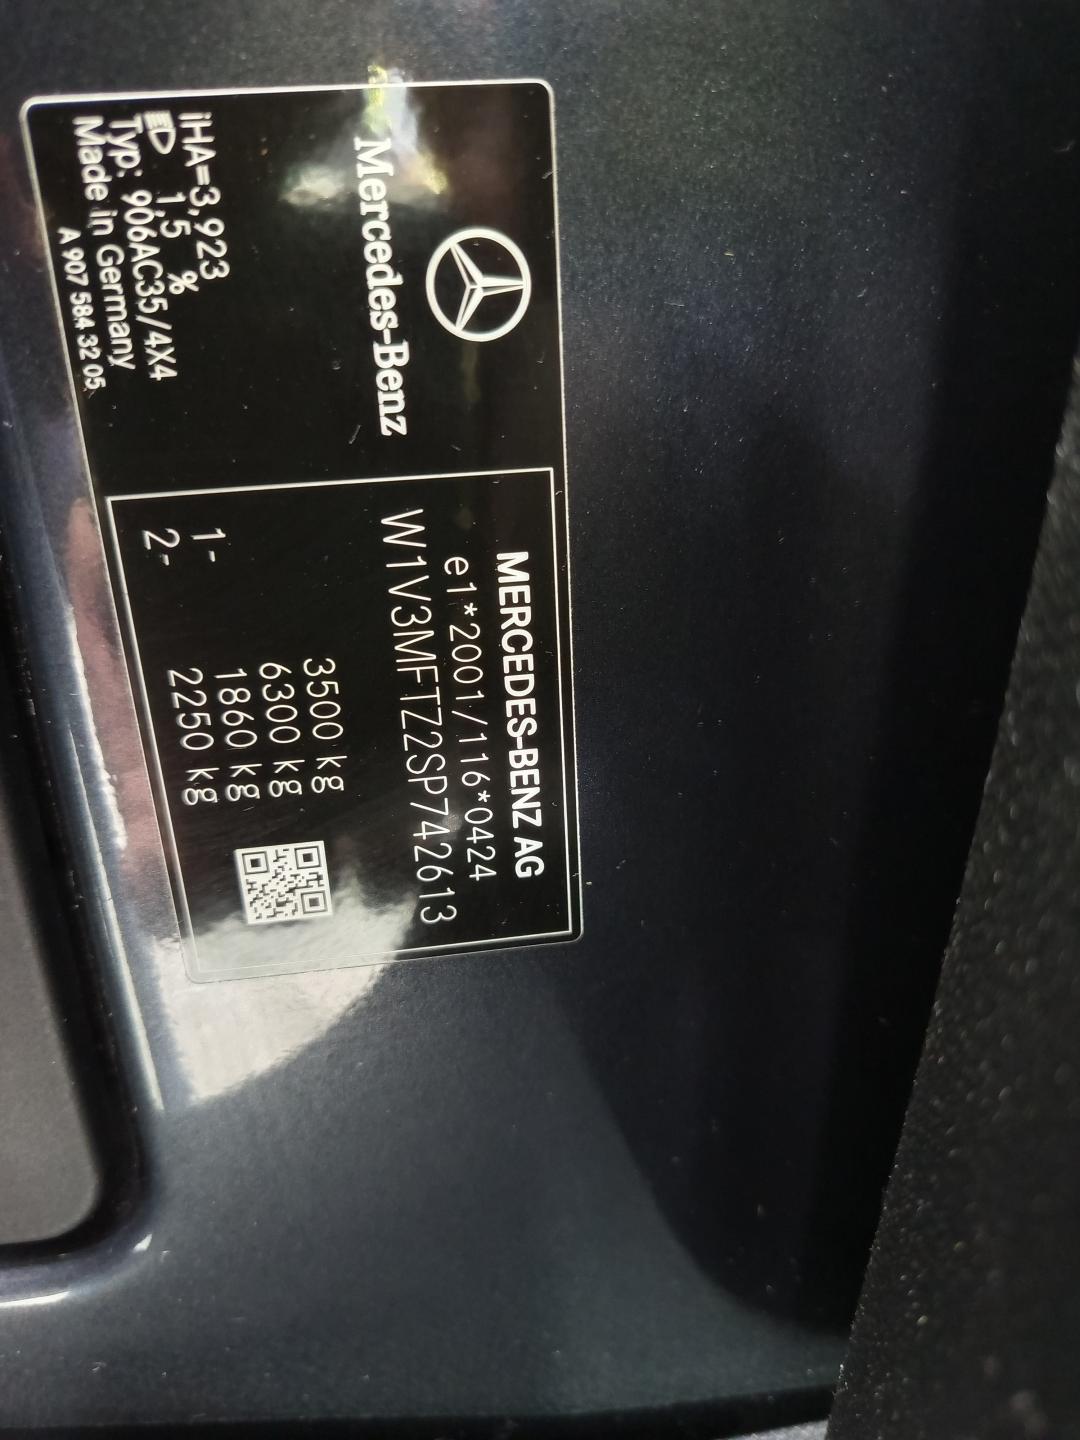 Mercedes-Benz
iHA=3,923
1,5 %
Typ: 906AC35/4X4
Made in Germany
A 907 584 32 05
MERCEDES-BENZ AG
e1*2001/116*0424
W1V3MFTZ2SP742613
3500 kg
6300 kg
1- 1860 kg
2- 2250 kg